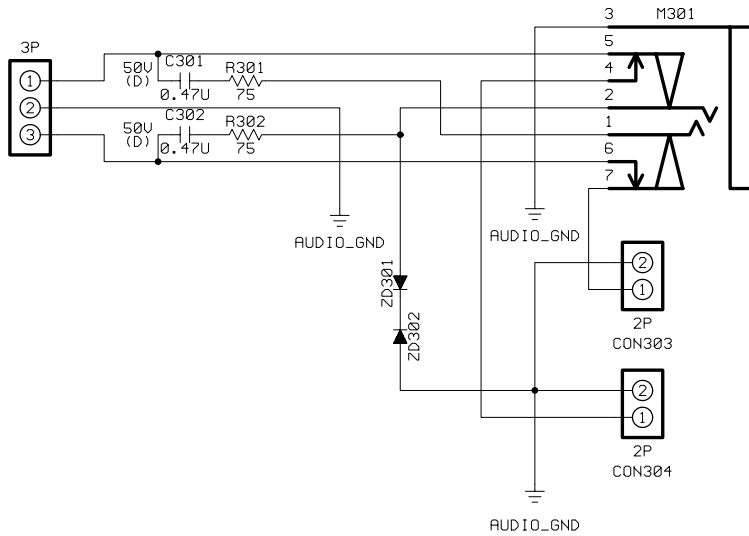 3 M301
5
3P
4
50V C301 R301
1
(D) 0.47U 75
2
2
C302
50V R302
1
3
(D) 0.47U 75
6
7
AUDIO_GND
AUDIO_GND
2
ZD301
1
ZD302
2P
CON303
2
1
2P
CON304
AUDIO_GND